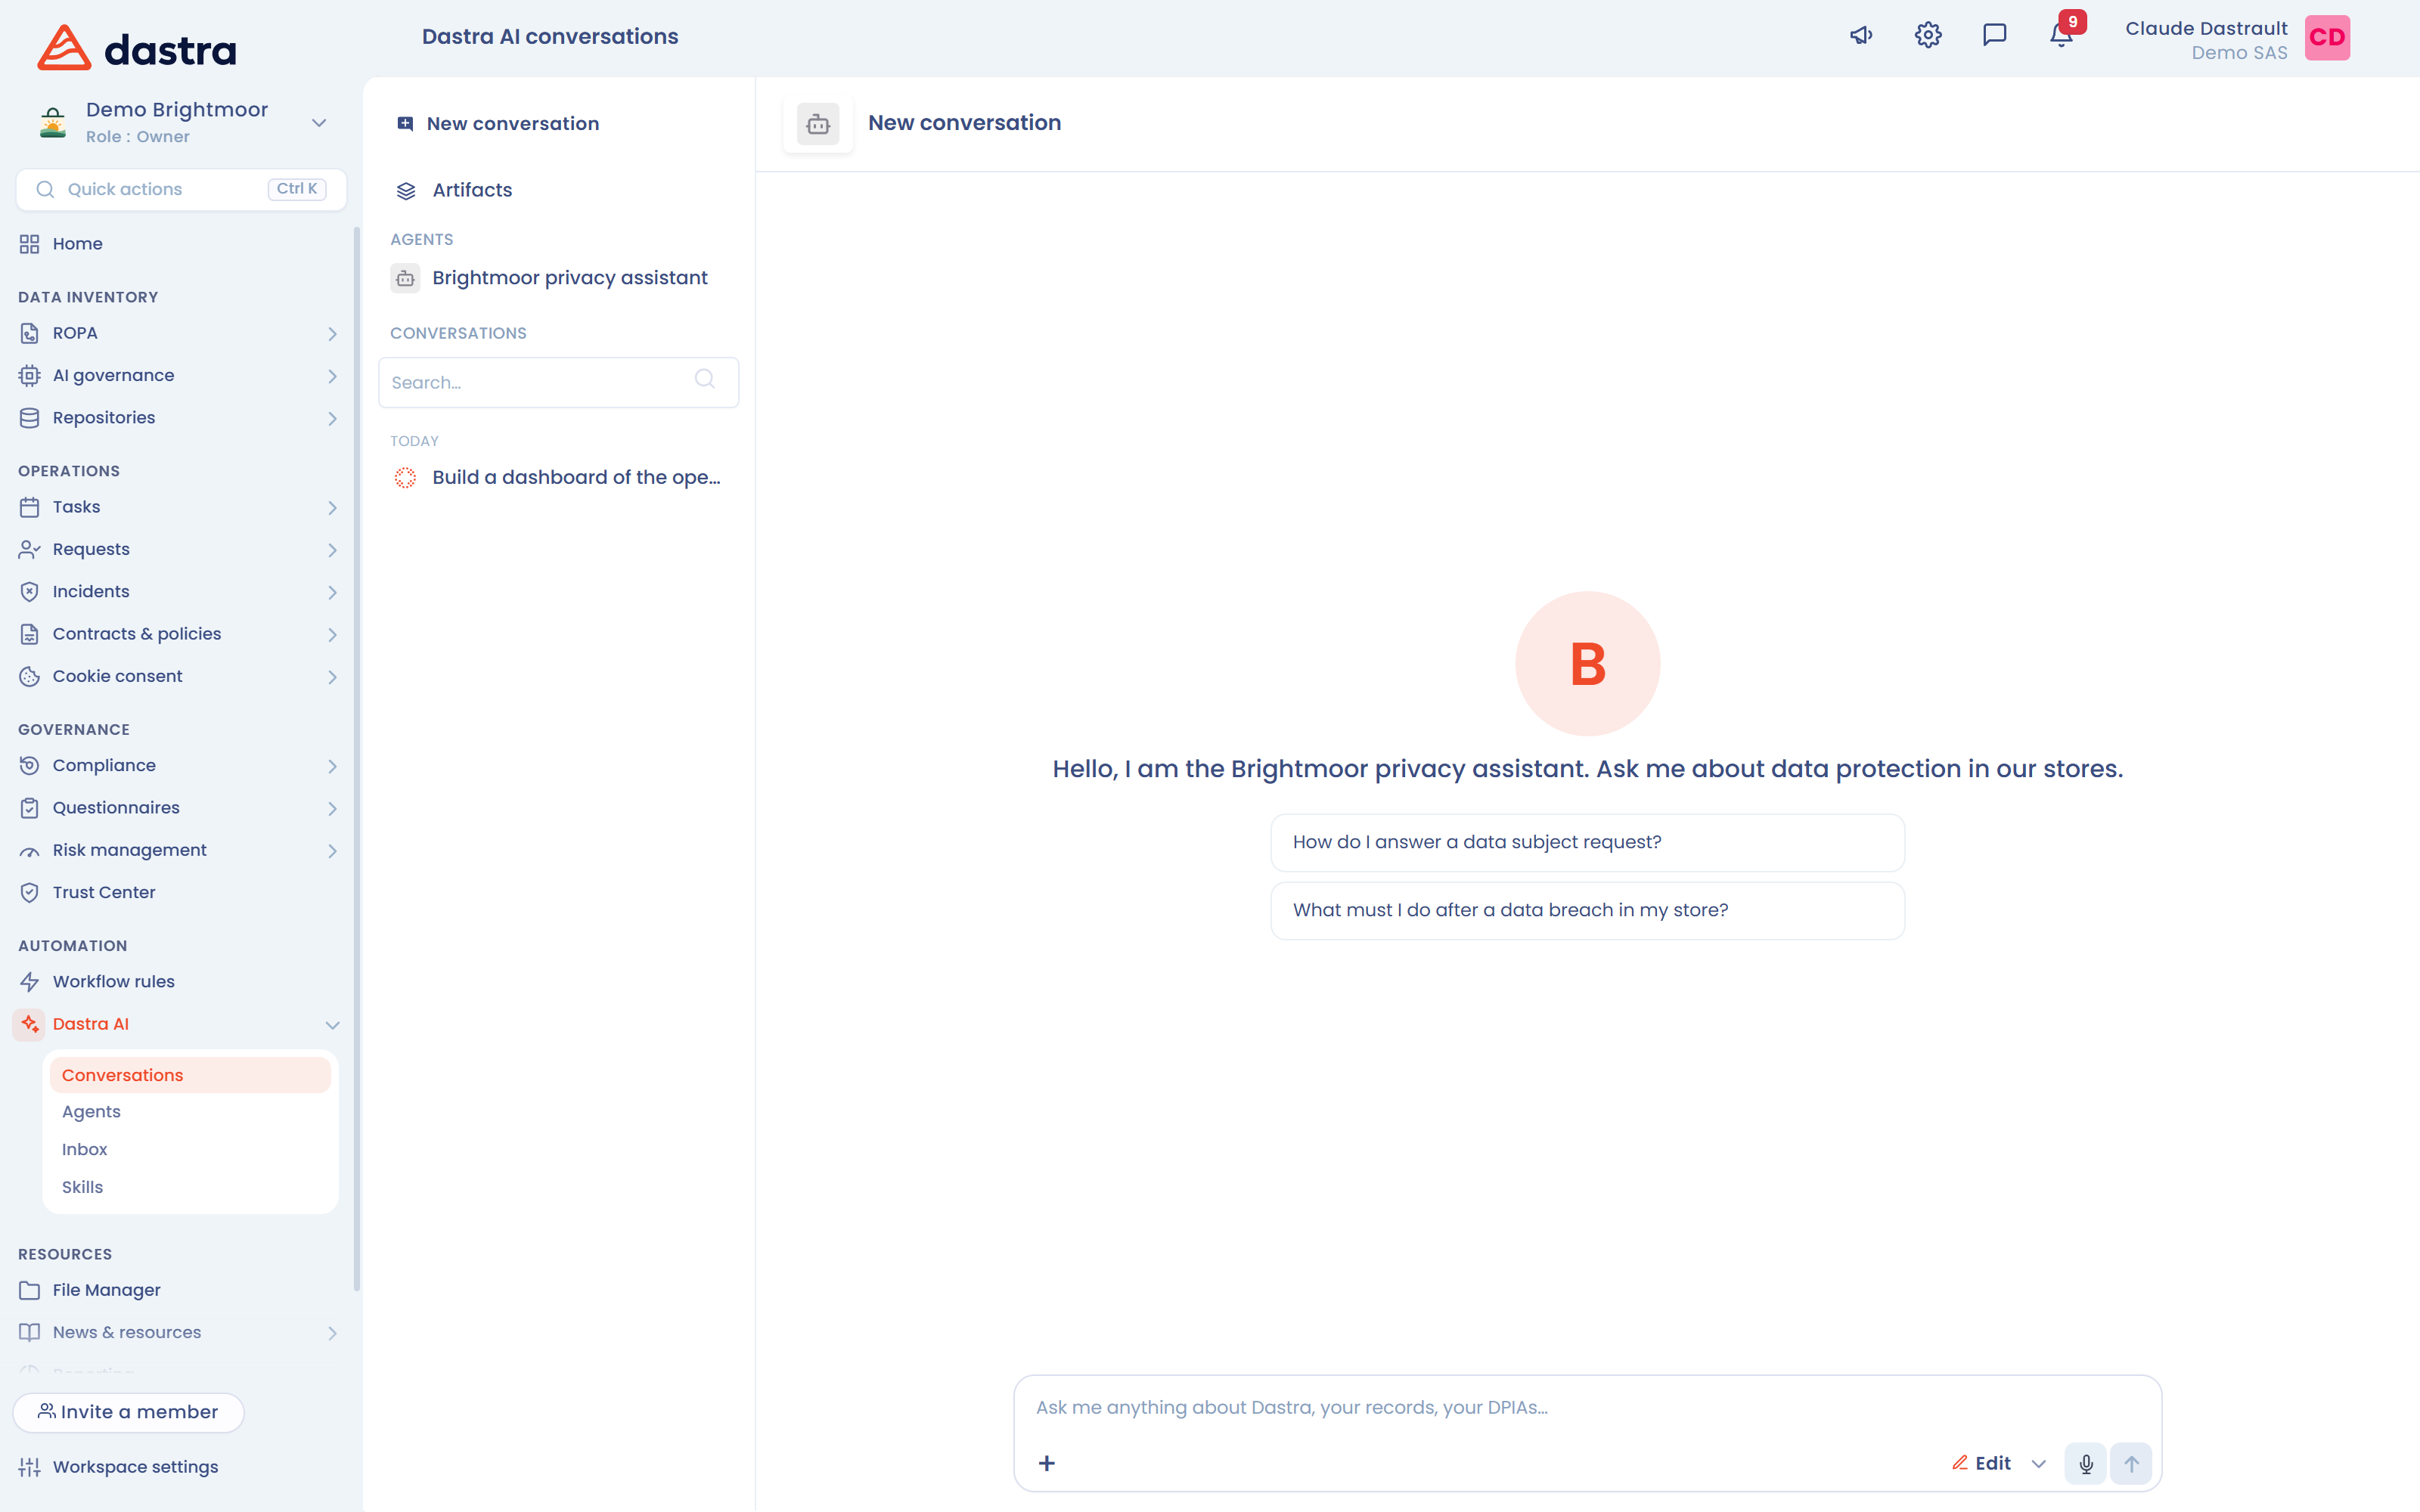 dastra
Dastra AI conversations
9
Claude Dastrault
Demo SAS
CD
Demo Brightmoor
Role : Owner
Quick actions
Ctrl K
Home
DATA INVENTORY
ROPA
AI governance
Repositories
OPERATIONS
Tasks
Requests
Incidents
Contracts & policies
Cookie consent
GOVERNANCE
Compliance
Questionnaires
Risk management
Trust Center
AUTOMATION
Workflow rules
Dastra AI
Conversations
Agents
Inbox
Skills
RESOURCES
File Manager
News & resources
Invite a member
Workspace settings
New conversation
Artifacts
AGENTS
Brightmoor privacy assistant
CONVERSATIONS
Search...
TODAY
Build a dashboard of the ope...
New conversation
B
Hello, I am the Brightmoor privacy assistant. Ask me about data protection in our stores.
How do I answer a data subject request?
What must I do after a data breach in my store?
Ask me anything about Dastra, your records, your DPIAs...
Edit